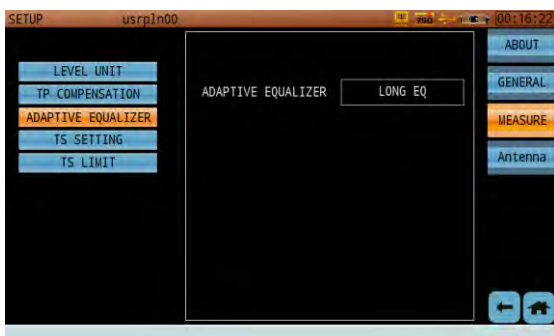 SETUP usrpln00 00:16:22
ABOUT
LEVEL UNIT
GENERAL
TP COMPENSATION
ADAPTIVE EQUALIZER LONG EQ
ADAPTIVE EQUALIZER
MEASURE
TS SETTING
TS LIMIT
Antenna